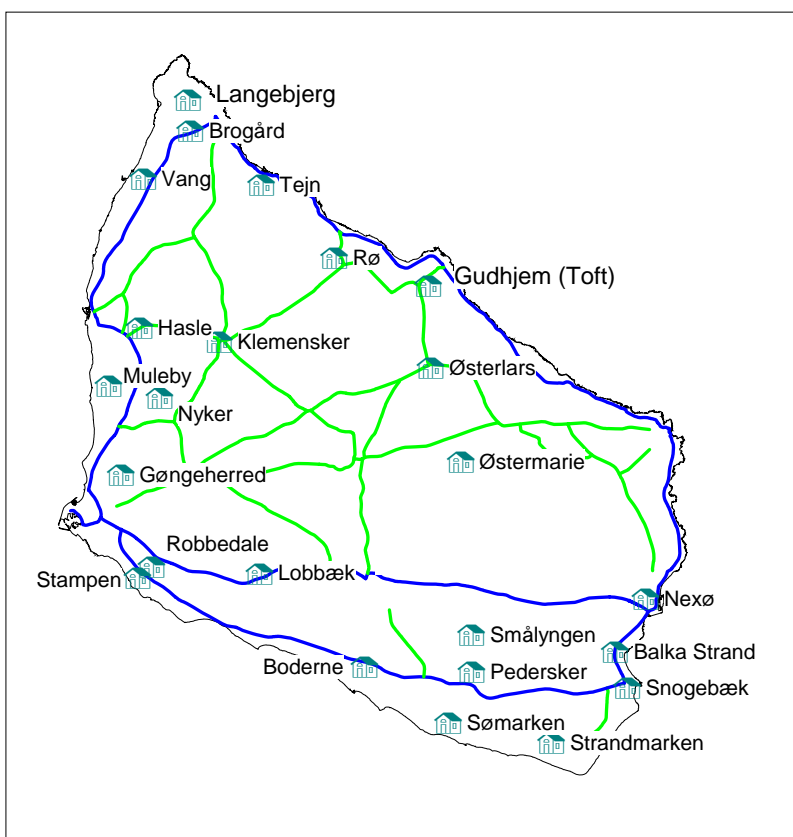 Langebjerg
Brogård
Vang
Tejn
Rø
Gudhjem (Toft)
Hasle
Klemensker
Østerlars
Muleby
Nyker
Østermarie
Gøngeherred
Robbedale
Stampen
Lobbæk
Nexø
Smålyngen
Balka Strand
Boderne
Pedersker
Snogebæk
Sømarken
Strandmarken